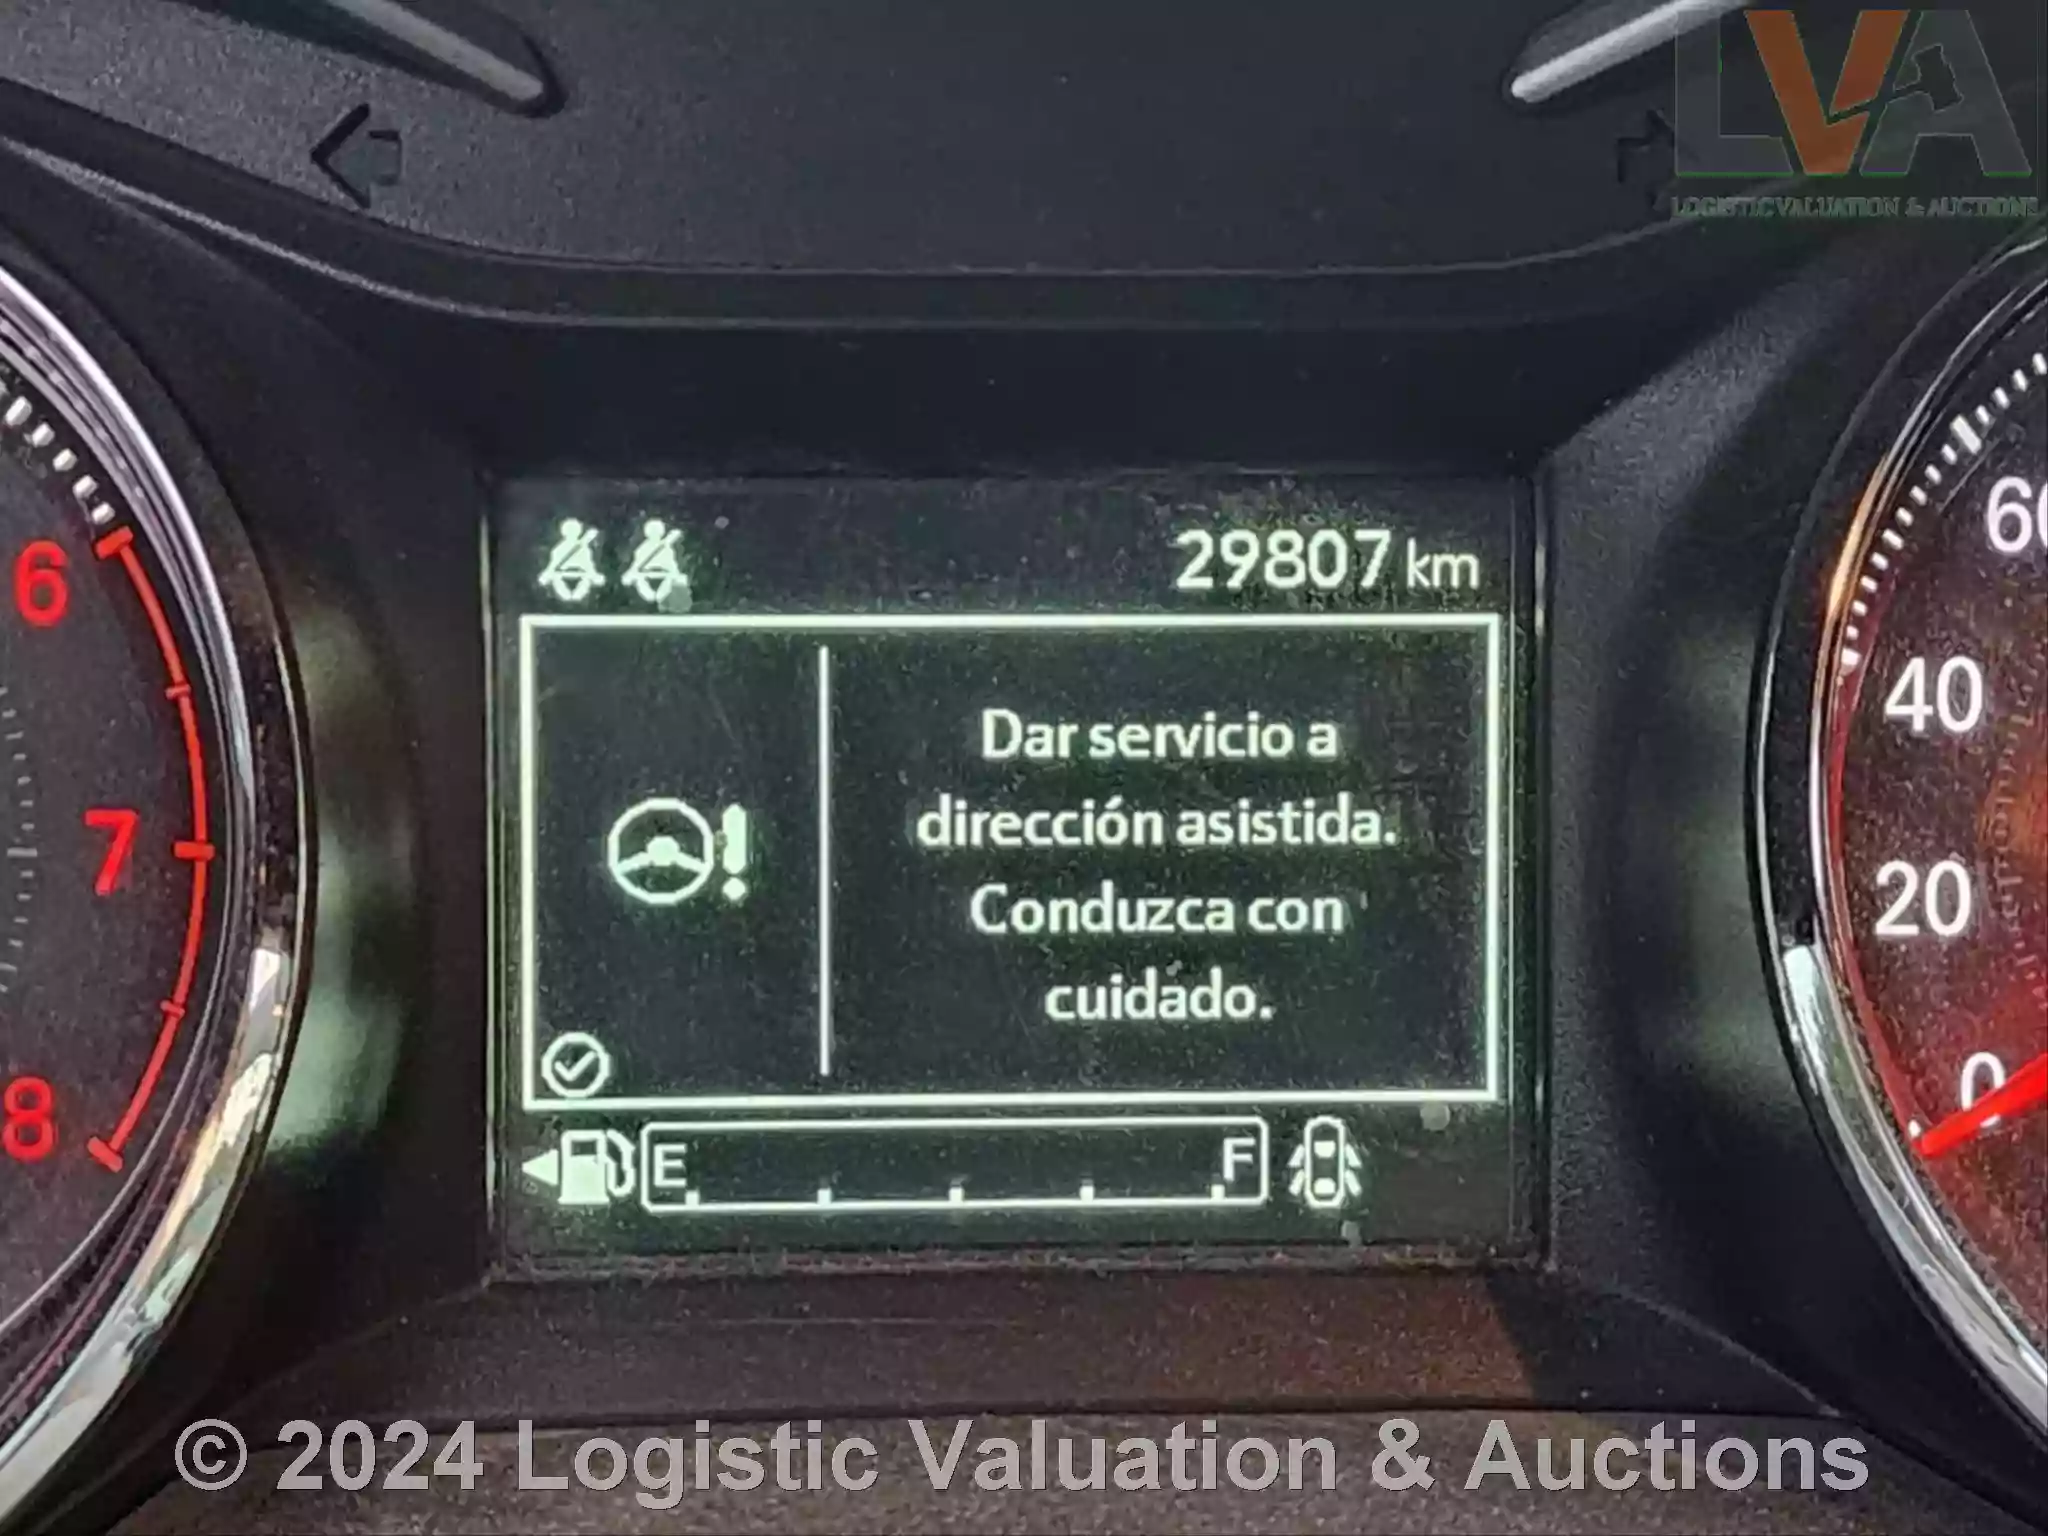 LVA
LOGISTIC VALUATION & AUCTIONS
29807 km
6
7
8
60
40
20
0
Dar servicio a
dirección asistida.
Conduzca con
cuidado.
E F
© 2024 Logistic Valuation & Auctions